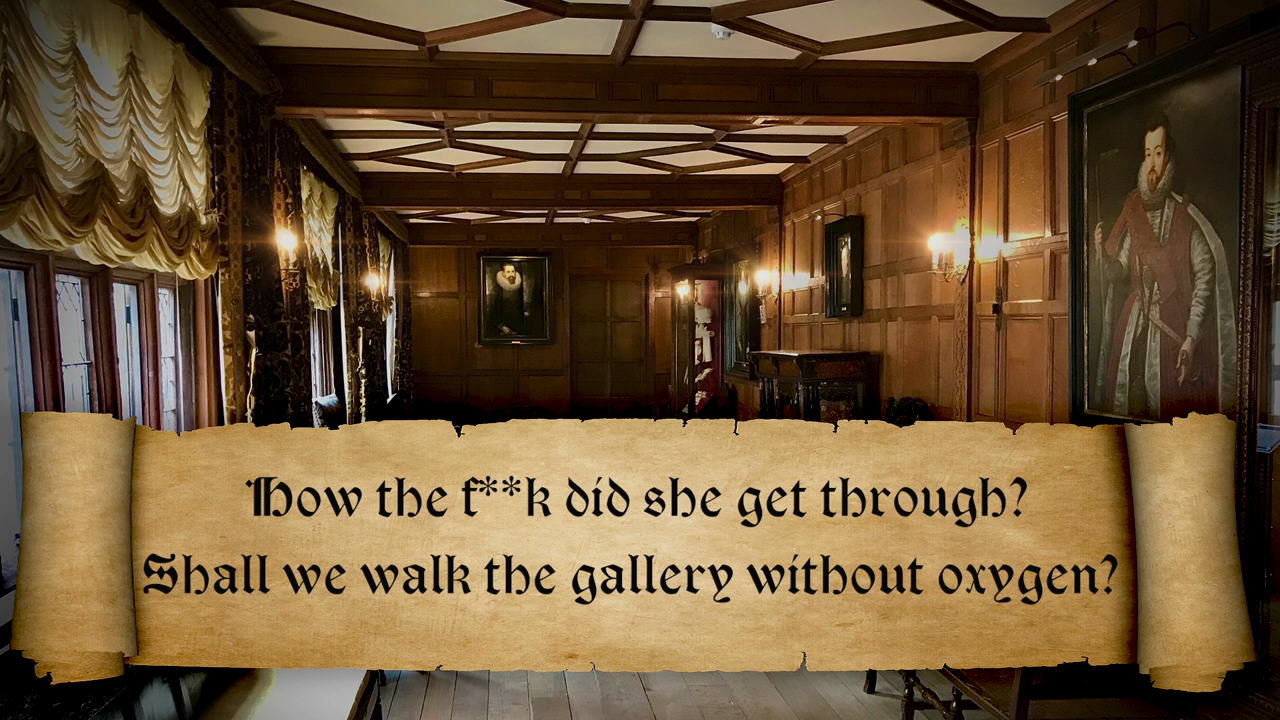 How the f**k did she get through?
Shall we walk the gallery without oxygen?